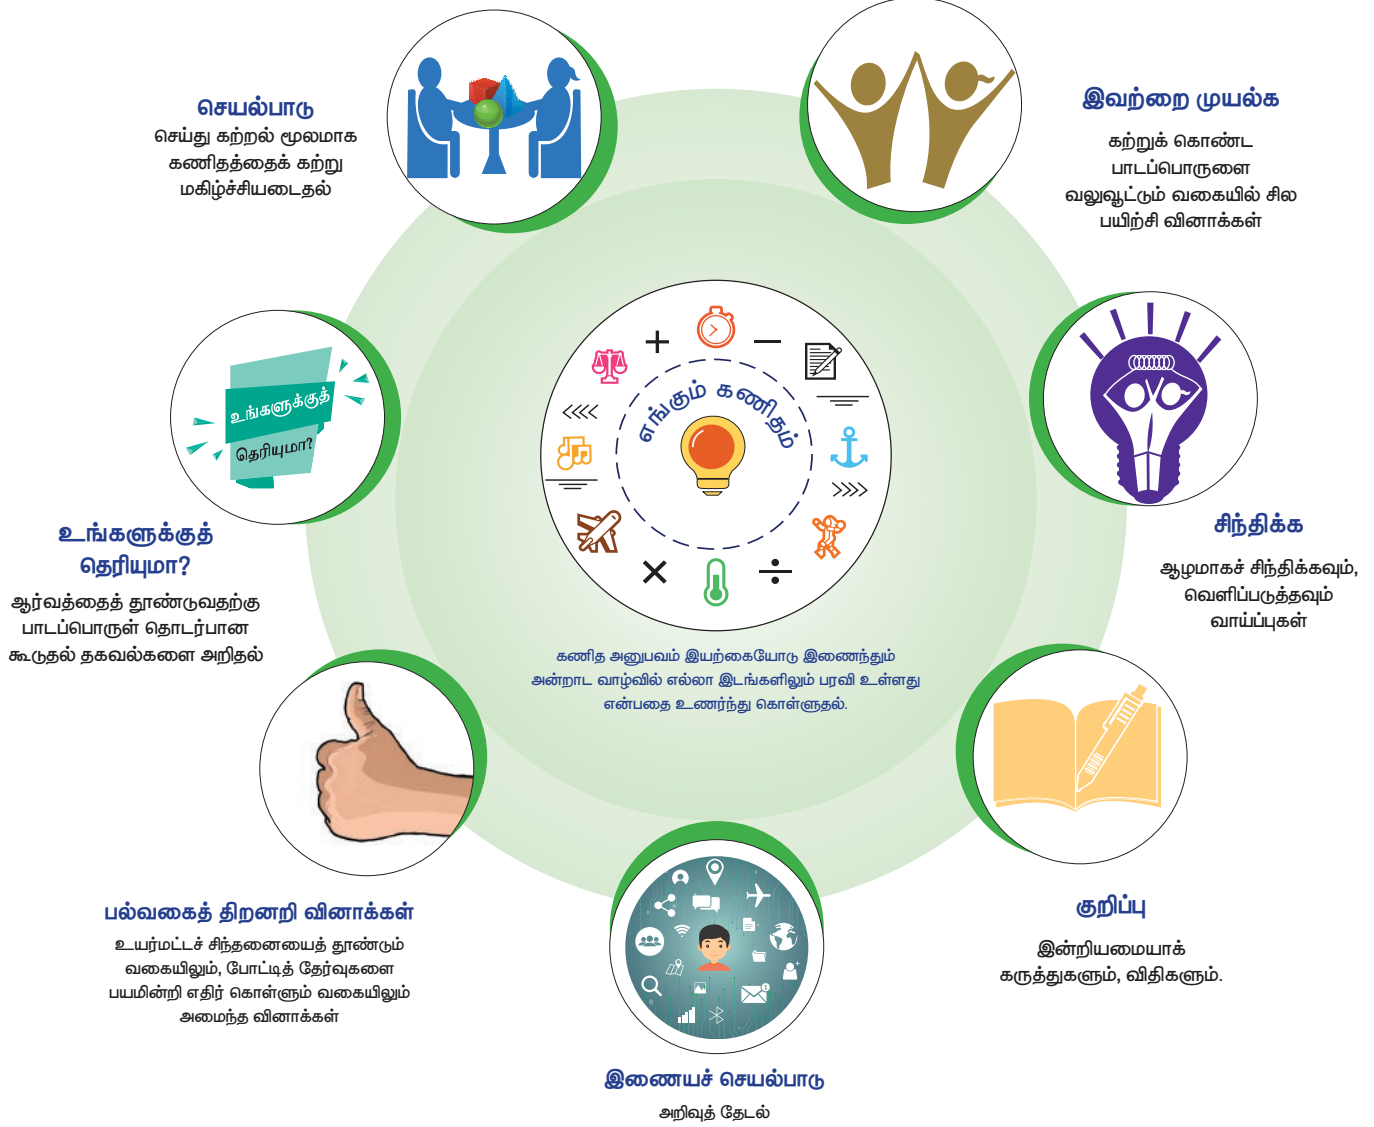 செயல்பாடு
செய்து கற்றல் மூலமாக
கணிதத்தைக் கற்று
மகிழ்ச்சியடைதல்
இவற்றை முயல்க
கற்றுக் கொண்ட
பாடப்பொருளை
வலுவூட்டும் வகையில் சில
பயிற்சி வினாக்கள்
எங்கும் கணிதம்
கணித அனுபவம் இயற்கையோடு இணைந்தும்
அன்றாட வாழ்வில் எல்லா இடங்களிலும் பரவி உள்ளது
என்பதை உணர்ந்து கொள்ளுதல்.
உங்களுக்குத்
தெரியுமா?
உங்களுக்குத்
தெரியுமா?
ஆர்வத்தைத் தூண்டுவதற்கு
பாடப்பொருள் தொடர்பான
கூடுதல் தகவல்களை அறிதல்
சிந்திக்க
ஆழமாகச் சிந்திக்கவும்,
வெளிப்படுத்தவும்
வாய்ப்புகள்
பல்வகைத் திறனறி வினாக்கள்
உயர்மட்டச் சிந்தனையைத் தூண்டும்
வகையிலும், போட்டித் தேர்வுகளை
பயமின்றி எதிர் கொள்ளும் வகையிலும்
அமைந்த வினாக்கள்
குறிப்பு
இன்றியமையாக்
கருத்துகளும், விதிகளும்.
இணையச் செயல்பாடு
அறிவுத் தேடல்